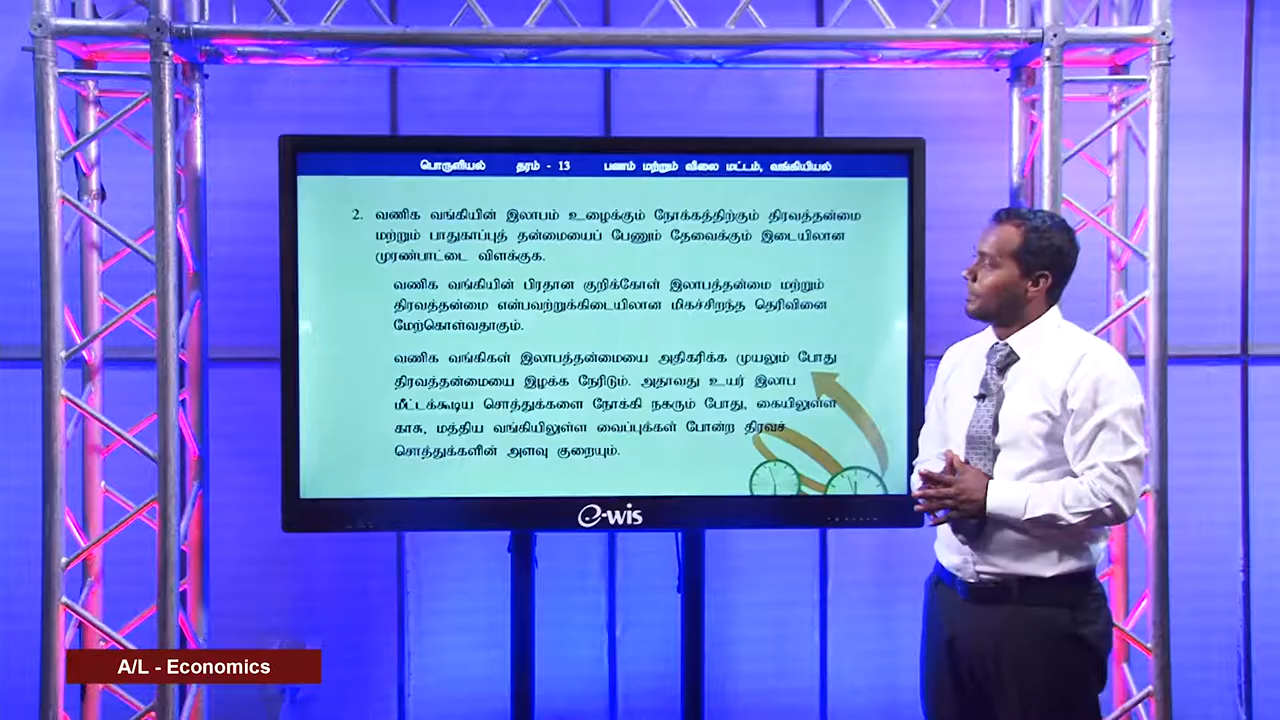 பொருளியல் தரம் - 13 பணம் மற்றும் விலை மட்டம், வங்கியியல்
2. வணிக வங்கியின் இலாபம் உழைக்கும் நோக்கத்திற்கும் திரவத்தன்மை
மற்றும் பாதுகாப்புத் தன்மையைப் பேணும் தேவைக்கும் இடையிலான
முரண்பாட்டை விளக்குக.
வணிக வங்கியின் பிரதான குறிக்கோள் இலாபத்தன்மை மற்றும்
திரவத்தன்மை என்பவற்றுக்கிடையிலான மிகச்சிறந்த தெரிவினை
மேற்கொள்வதாகும்.
வணிக வங்கிகள் இலாபத்தன்மையை அதிகரிக்க முயலும் போது
திரவத்தன்மையை இழக்க நேரிடும். அதாவது உயர் இலாப
மீட்டக்கூடிய சொத்துக்களை நோக்கி நகரும் போது, கையிலுள்ள
காசு, மத்திய வங்கியிலுள்ள வைப்புக்கள் போன்ற திரவச்
சொத்துக்களின் அளவு குறையும்.
e-wis
A/L - Economics